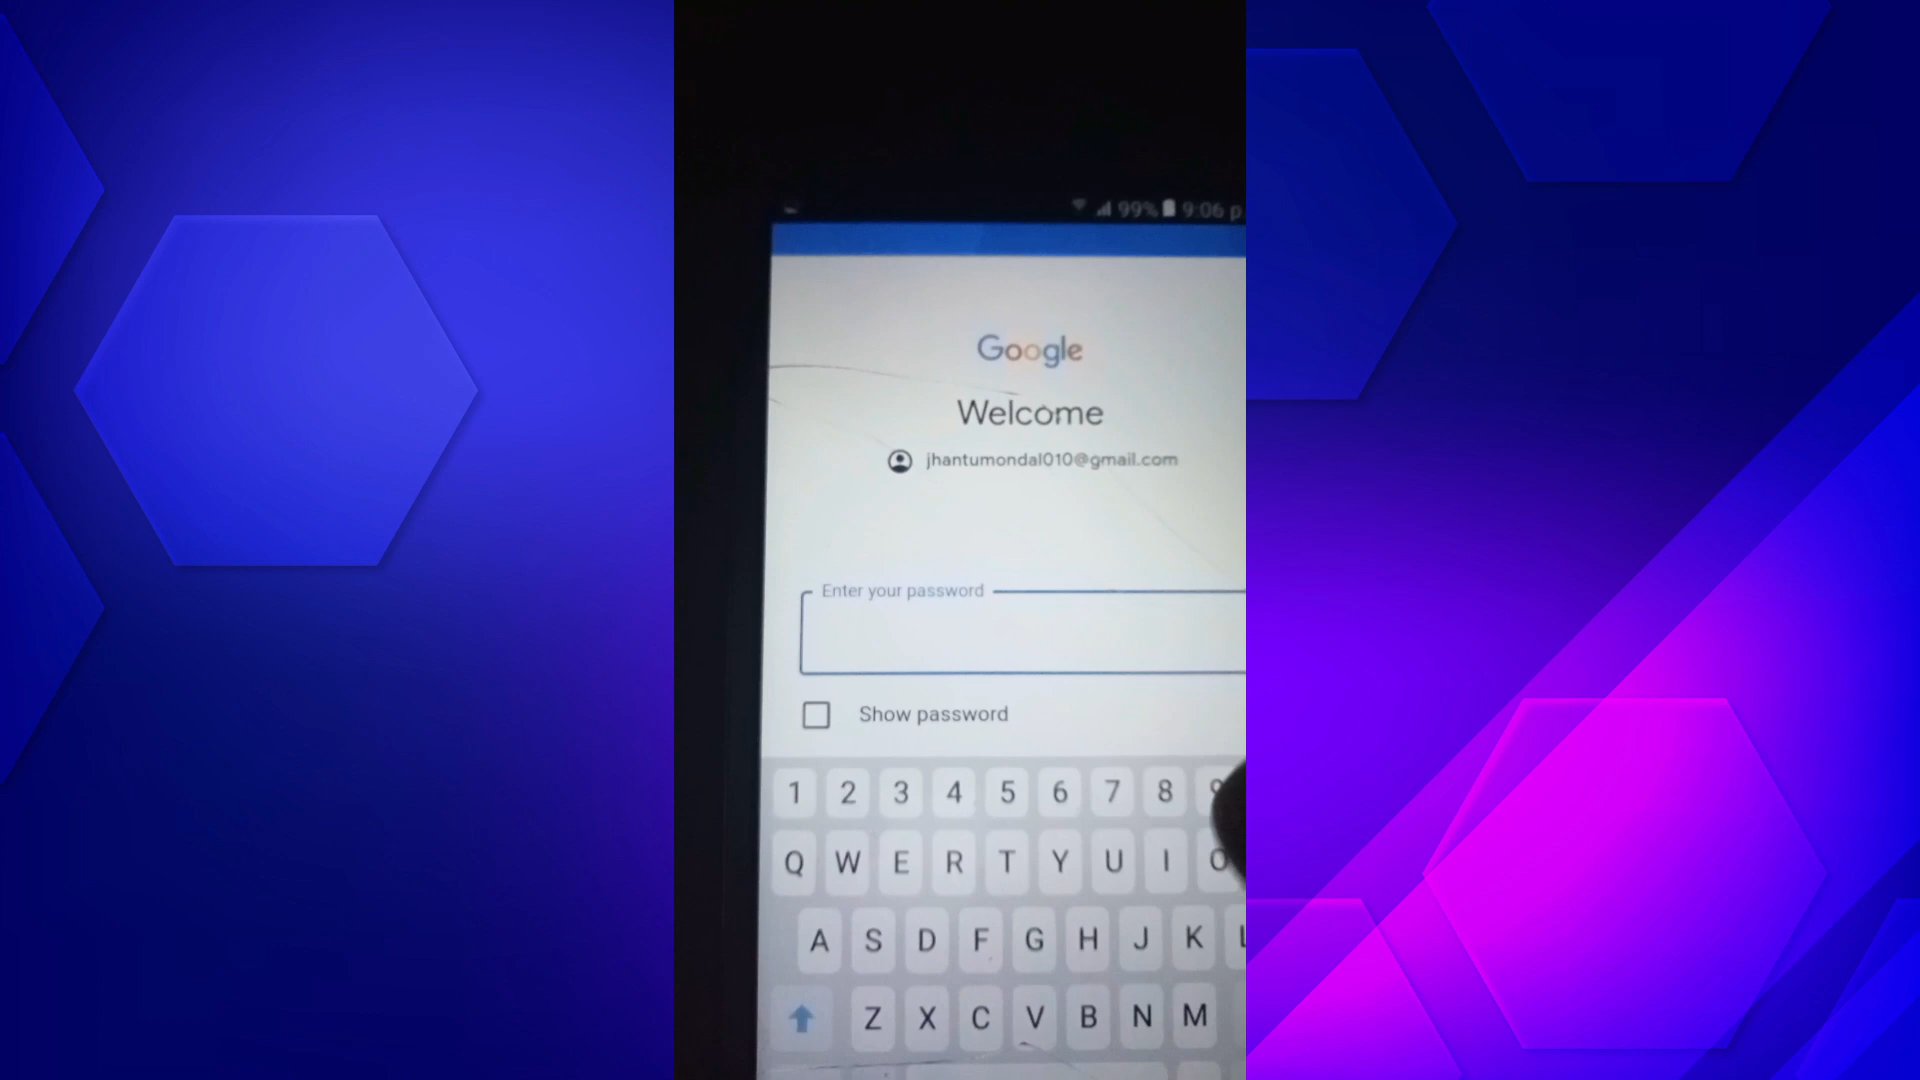 99% 9:06 p
Google
Welcome
jhantumondal010@gmail.com
Enter your password
Show password
1 2 3 4 5 6 7 8 9
Q W E R T Y U I O
A S D F G H J K L
Z X C V B N M